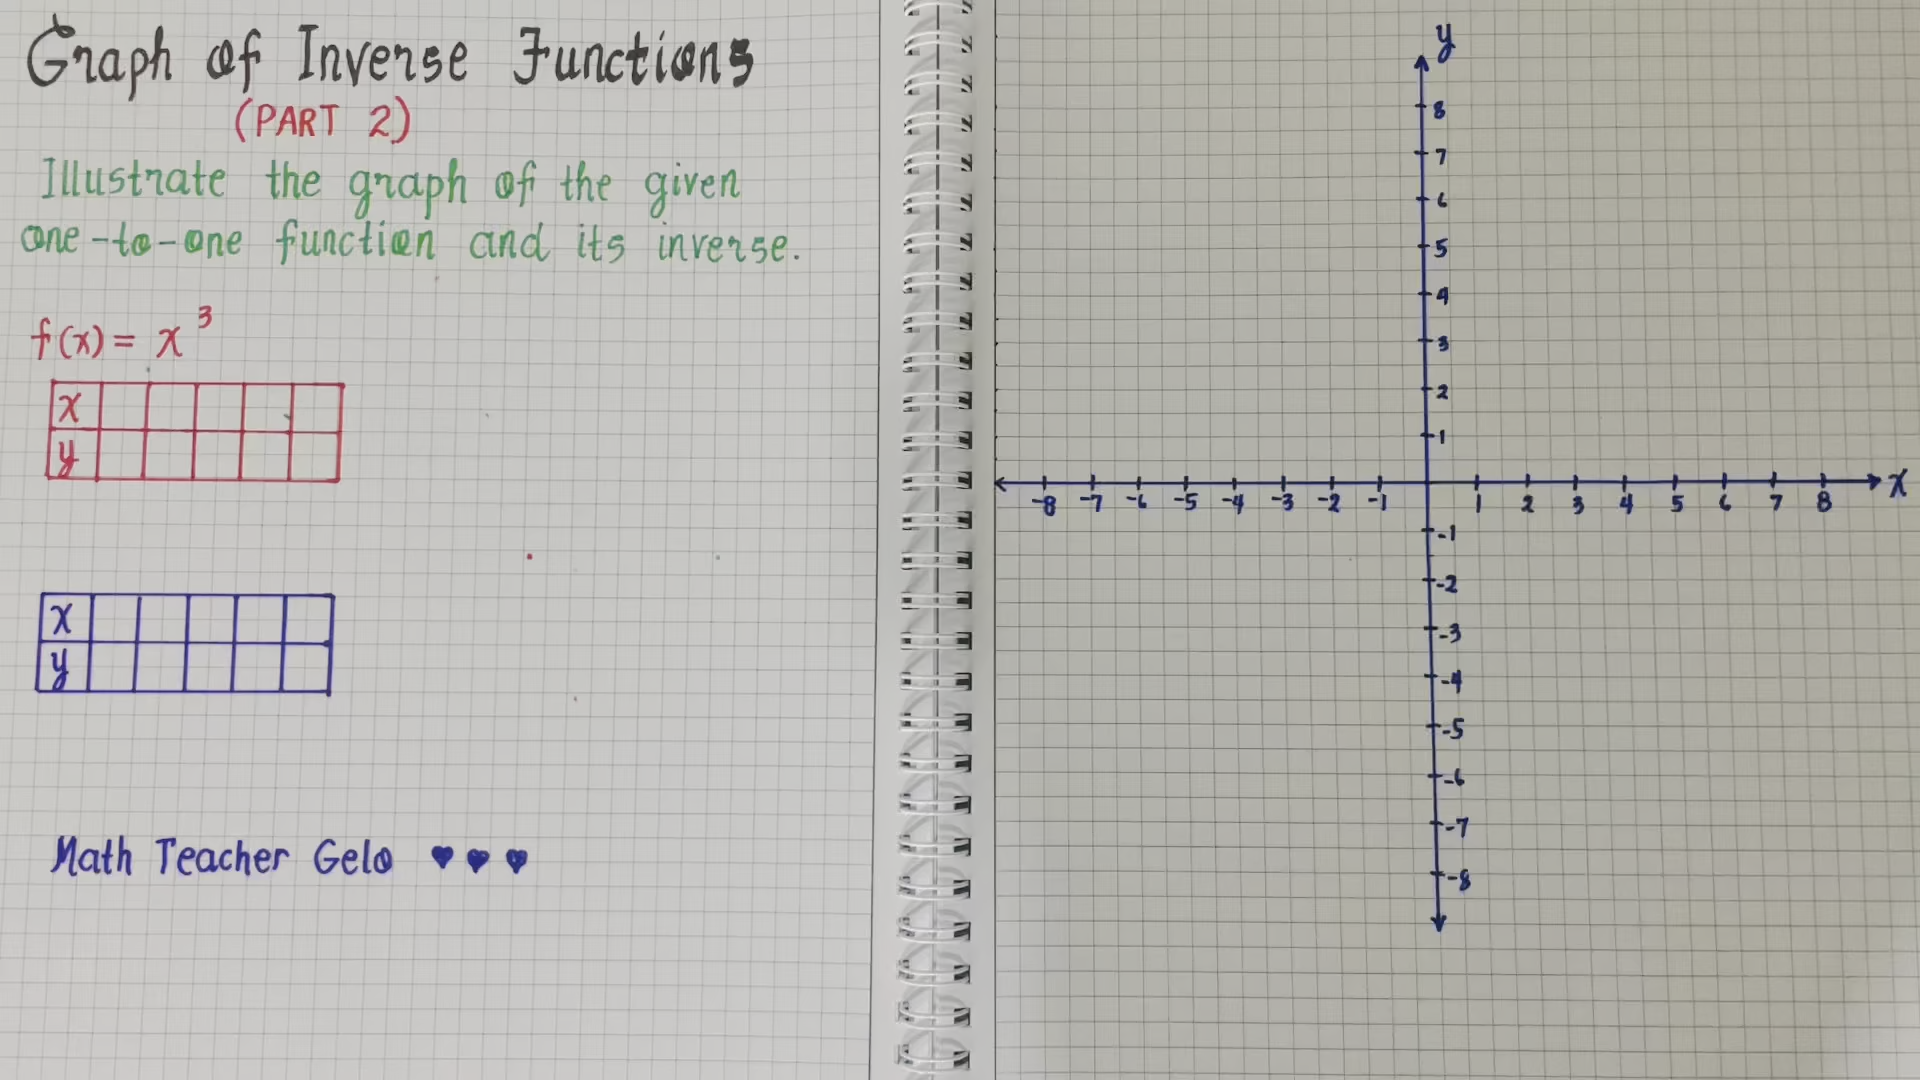 Graph of Inverse Functions
(PART 2)
Illustrate the graph of the given
one-to-one function and its inverse.
f(x) = x³
x
y
x
y
Math Teacher Gelo ♥♥♥
y
8
7
6
5
4
3
2
1
-8 -7 -6 -5 -4 -3 -2 -1 1 2 3 4 5 6 7 8 x
-1
-2
-3
-4
-5
-6
-7
-8